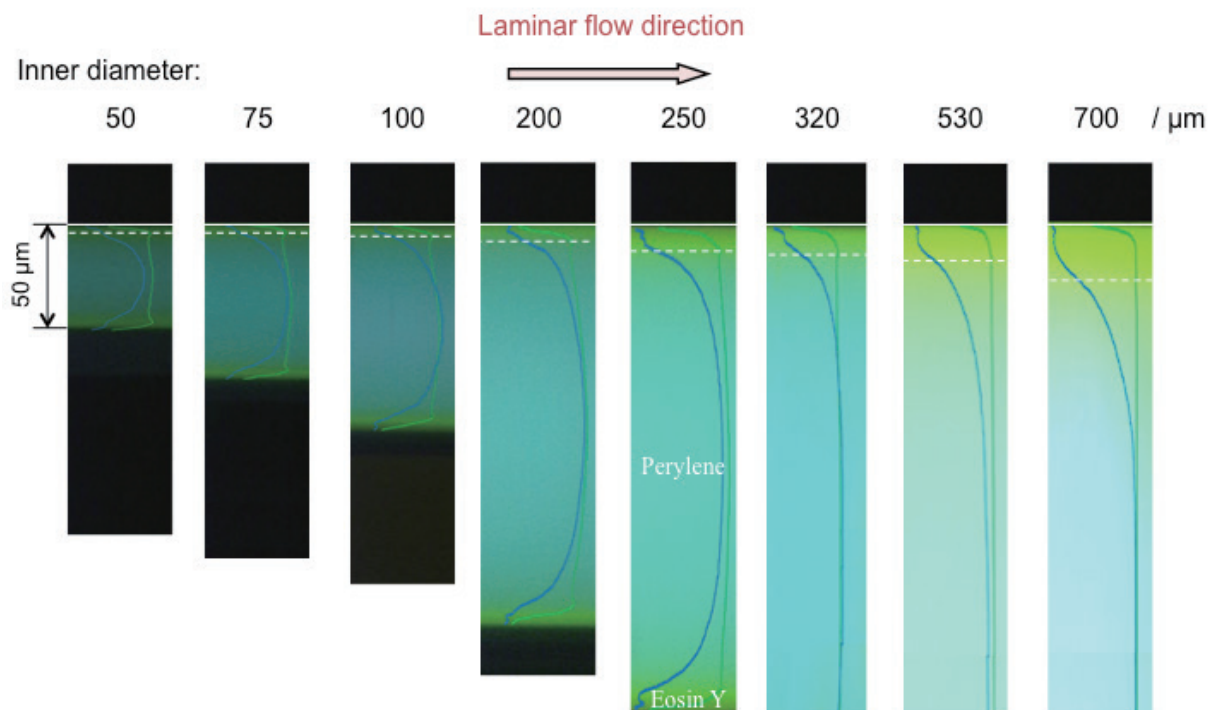 Laminar flow direction
Inner diameter:
50 75 100 200 250 320 530 700 / µm
50 µm
Perylene
Eosin Y